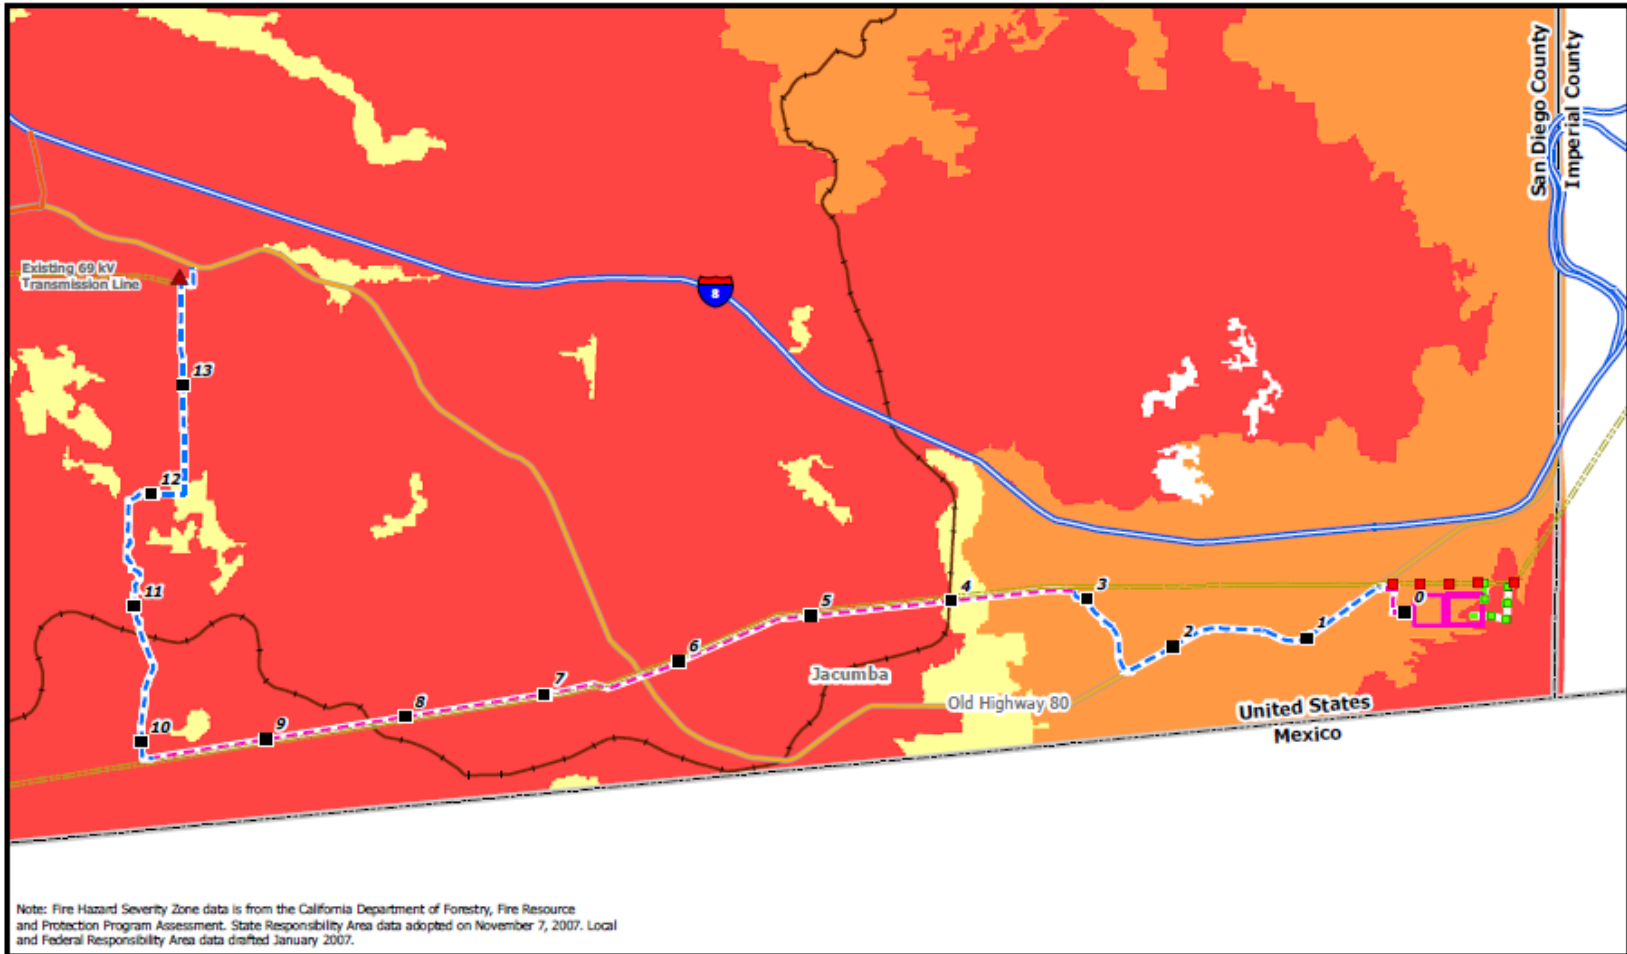 San Diego County
Imperial County
Existing 69 kV
Transmission Line
8
13
12
11
10
9
8
7
6
5
4
3
2
1
0
Jacumba
Old Highway 80
United States
Mexico
Note: Fire Hazard Severity Zone data is from the California Department of Forestry, Fire Resource
and Protection Program Assessment. State Responsibility Area data adopted on November 7, 2007. Local
and Federal Responsibility Area data drafted January 2007.